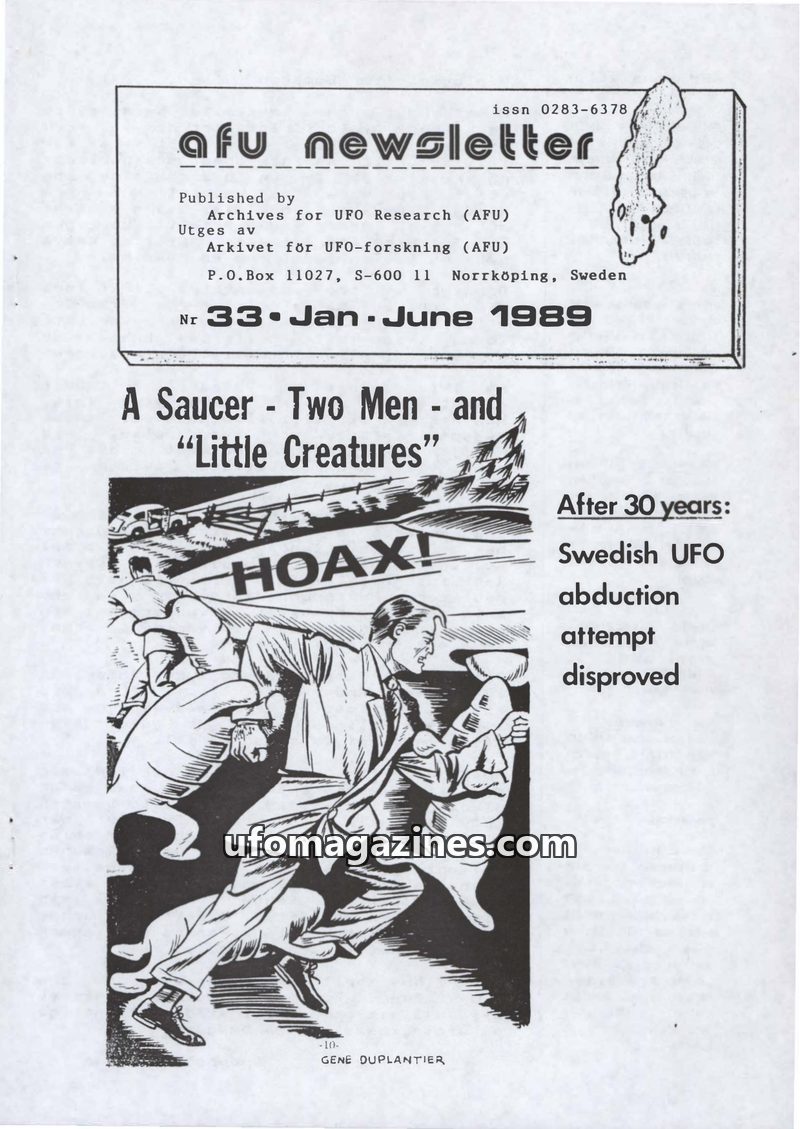 issn 0283-6378
afu newsletter
Published by
Archives for UFO Research (AFU)
Utges av
Arkivet för UFO-forskning (AFU)
P.O.Box 11027, S-600 11 Norrköping, Sweden
Nr 33 • Jan - June 1989
A Saucer - Two Men - and
“Little Creatures”
HOAX!
After 30 years:
Swedish UFO
abduction
attempt
disproved
ufomagazines.com
-10-
GENE DUPLANTIER